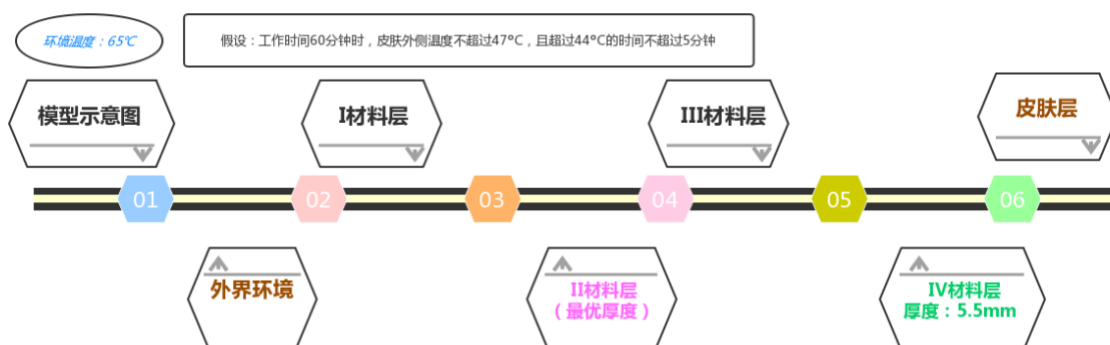 环境温度：65℃
假设：工作时间60分钟时，皮肤外侧温度不超过47°C，且超过44°C的时间不超过5分钟
模型示意图
I材料层
III材料层
皮肤层
01
02
03
04
05
06
外界环境
II材料层
（最优厚度）
IV材料层
厚度：5.5mm